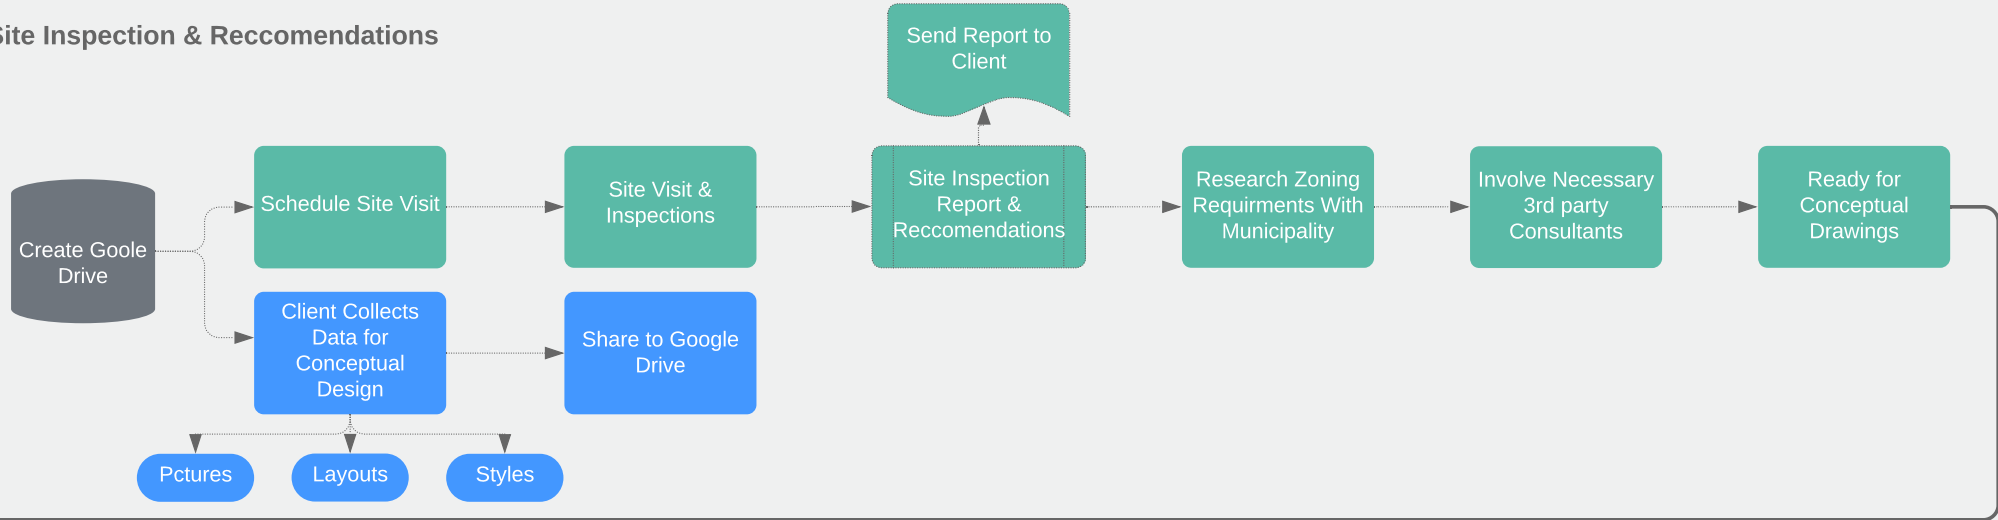 Site Inspection & Reccomendations
Send Report to
Client
Create Goole
Drive
Schedule Site Visit
Site Visit &
Inspections
Site Inspection
Report &
Reccomendations
Research Zoning
Requirments With
Municipality
Involve Necessary
3rd party
Consultants
Ready for
Conceptual
Drawings
Client Collects
Data for
Conceptual
Design
Share to Google
Drive
Pctures
Layouts
Styles